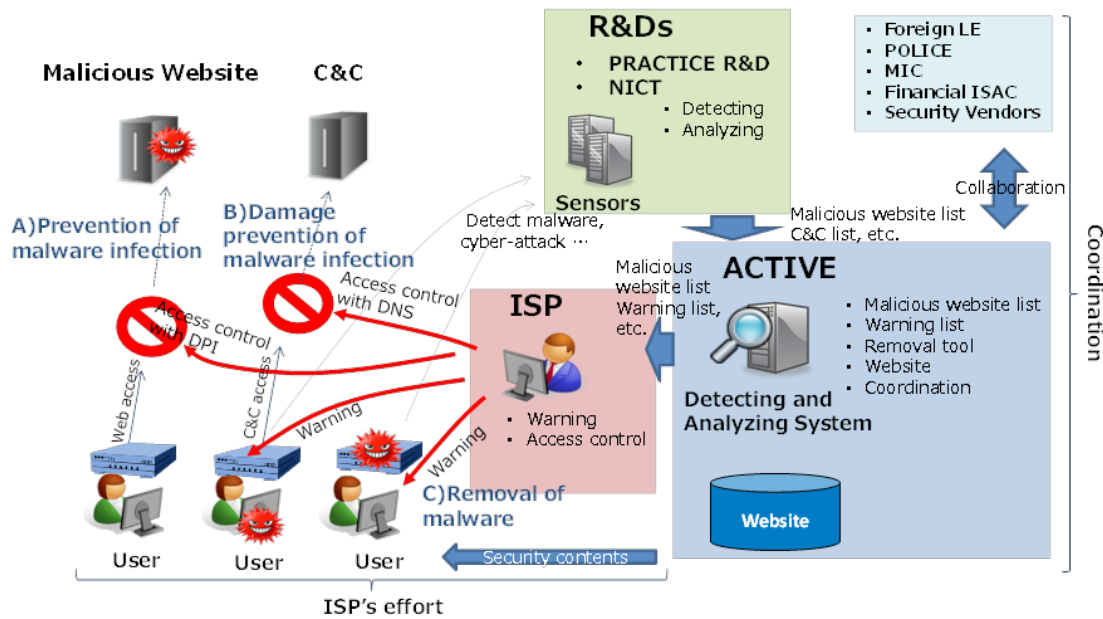 R&Ds
• PRACTICE R&D
• NICT
• Detecting
• Analyzing
Sensors
• Foreign LE
• POLICE
• MIC
• Financial ISAC
• Security Vendors
Malicious Website
C&C
A)Prevention of
malware infection
B)Damage
prevention of
malware infection
Detect malware,
cyber-attack …
Malicious website list
C&C list, etc.
Collaboration
Coordination
Access control
with DPI
Access control
with DNS
Malicious
website list
Warning list,
etc.
ISP
• Warning
• Access control
ACTIVE
• Malicious website list
• Warning list
• Removal tool
• Website
• Coordination
Detecting and
Analyzing System
Website
Web access
C&C access
Warning
Warning
C)Removal of
malware
User
User
User
Security contents
ISP's effort